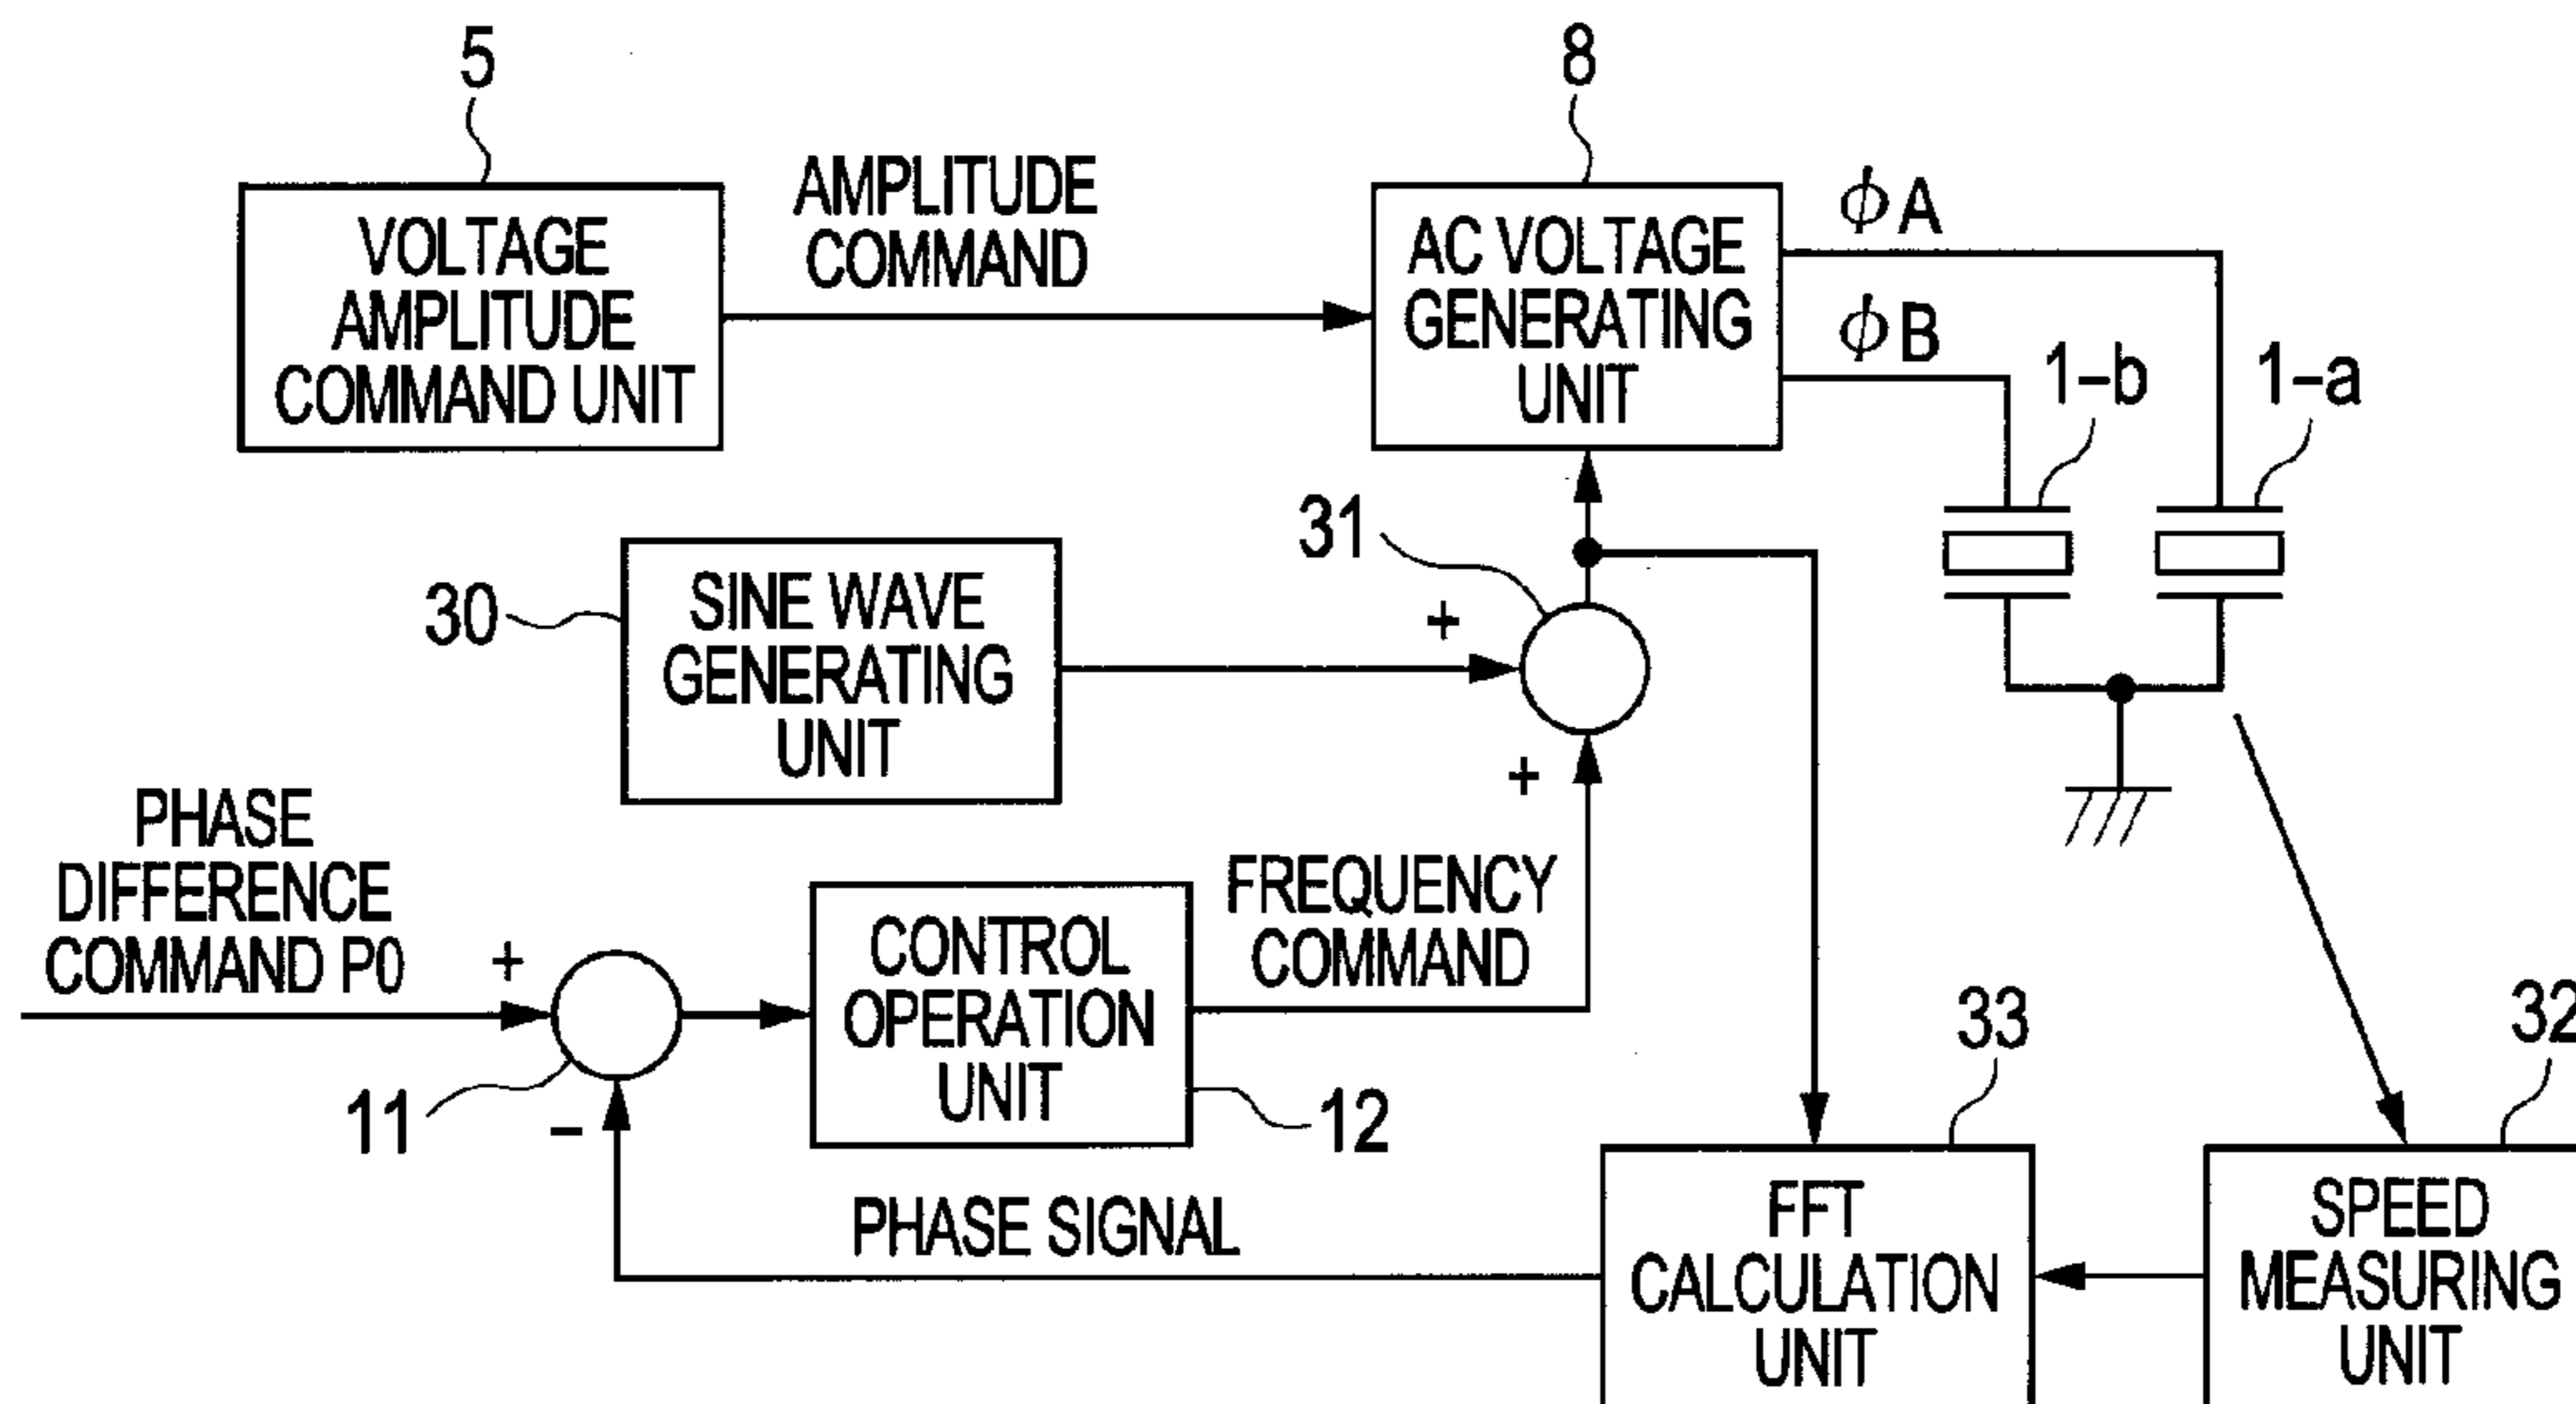 5
8
VOLTAGE
AMPLITUDE
COMMAND UNIT
AMPLITUDE
COMMAND
AC VOLTAGE
GENERATING
UNIT
ϕA
ϕB
1-b
1-a
31
30
SINE WAVE
GENERATING
UNIT
+
+
PHASE
DIFFERENCE
COMMAND P0
+
11
-
CONTROL
OPERATION
UNIT
12
FREQUENCY
COMMAND
33
32
PHASE SIGNAL
FFT
CALCULATION
UNIT
SPEED
MEASURING
UNIT